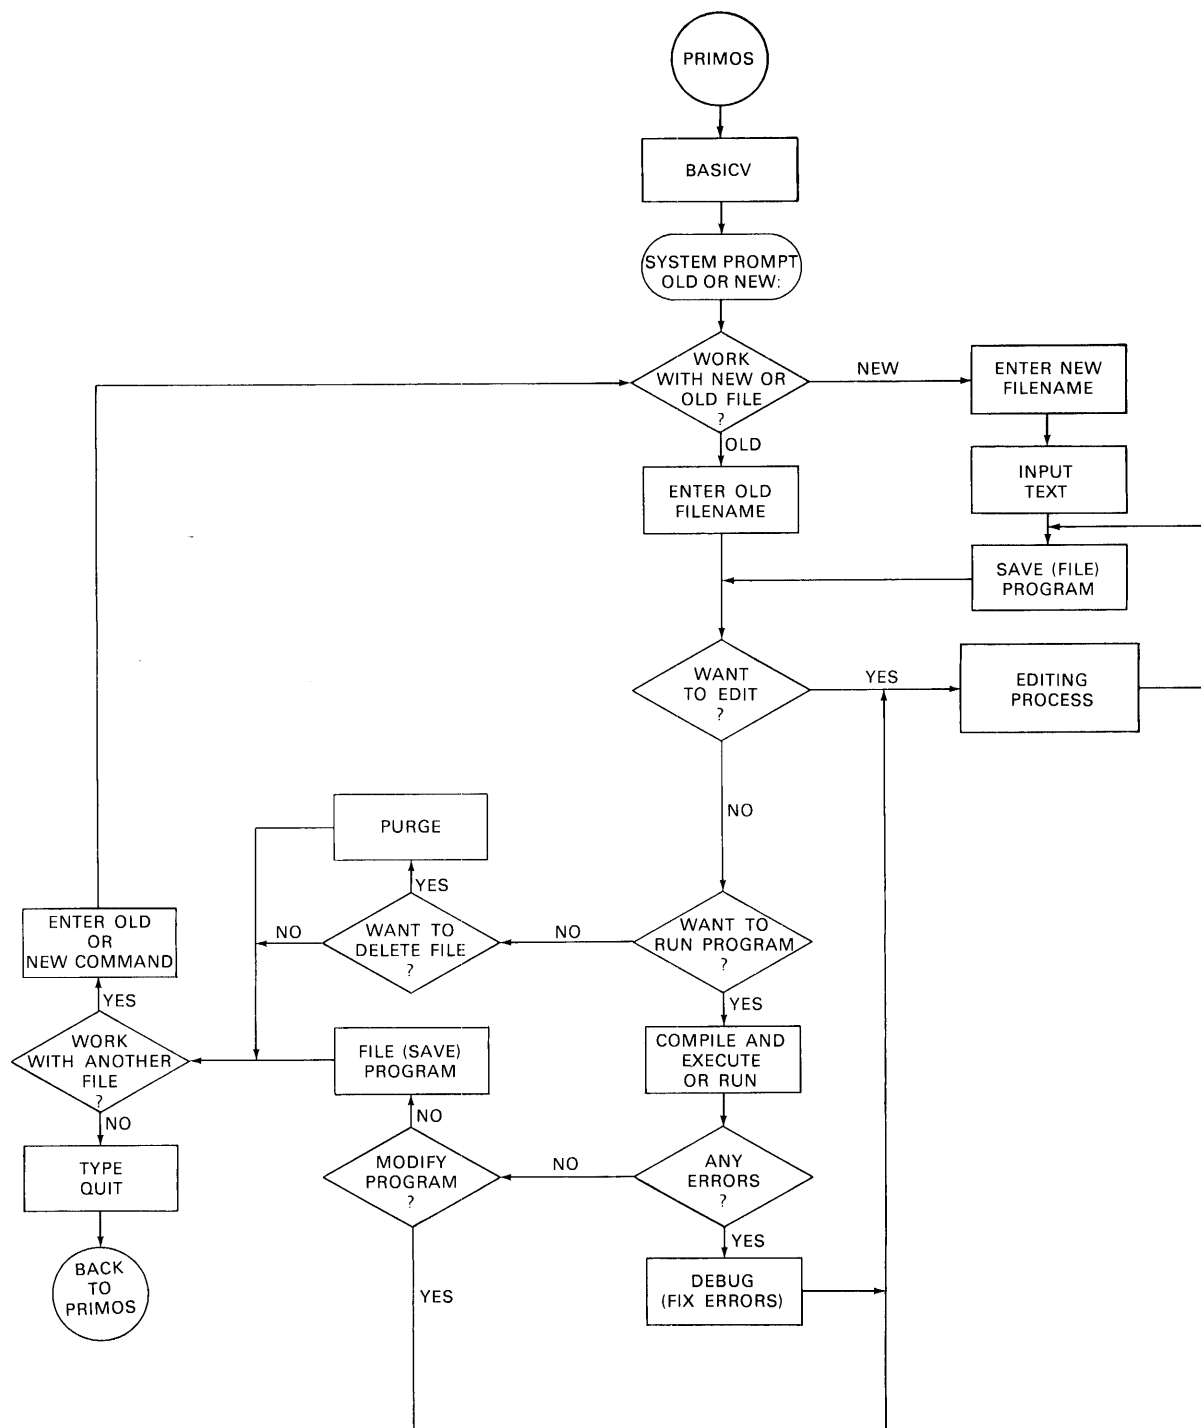 PRIMOS
BASICV
SYSTEM PROMPT
OLD OR NEW:
WORK
WITH NEW OR
OLD FILE
?
NEW
ENTER NEW
FILENAME
OLD
INPUT
TEXT
ENTER OLD
FILENAME
SAVE (FILE)
PROGRAM
WANT
TO EDIT
?
YES
EDITING
PROCESS
NO
PURGE
YES
WANT TO
DELETE FILE
?
NO
NO
WANT TO
RUN PROGRAM
?
ENTER OLD
OR
NEW COMMAND
YES
YES
WORK
WITH ANOTHER
FILE
?
FILE (SAVE)
PROGRAM
COMPILE AND
EXECUTE
OR RUN
NO
NO
TYPE
QUIT
MODIFY
PROGRAM
?
NO
ANY
ERRORS
?
YES
BACK
TO
PRIMOS
YES
DEBUG
(FIX ERRORS)